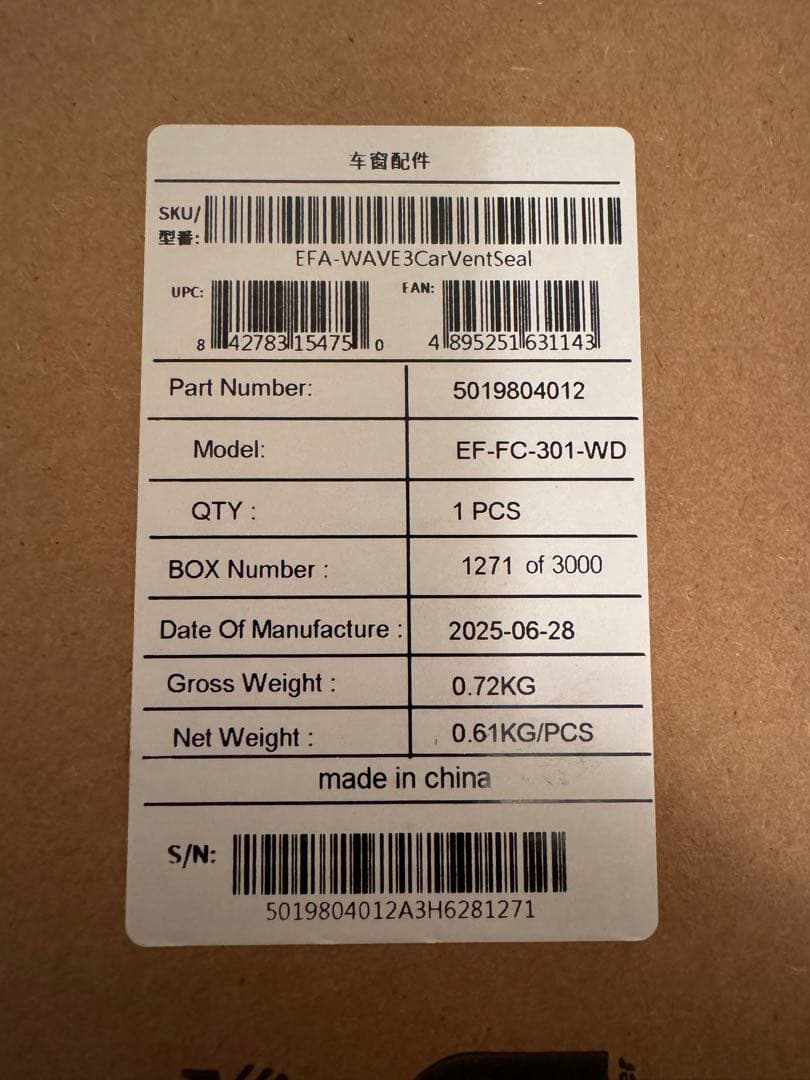 车窗配件
SKU/
型番:
EFA-WAVE3CarVentSeal
UPC:
8 42783 15475 0
EAN:
4 895251 631143
Part Number: 5019804012
Model: EF-FC-301-WD
QTY : 1 PCS
BOX Number : 1271 of 3000
Date Of Manufacture : 2025-06-28
Gross Weight : 0.72KG
Net Weight : 0.61KG/PCS
made in china
S/N:
5019804012A3H6281271